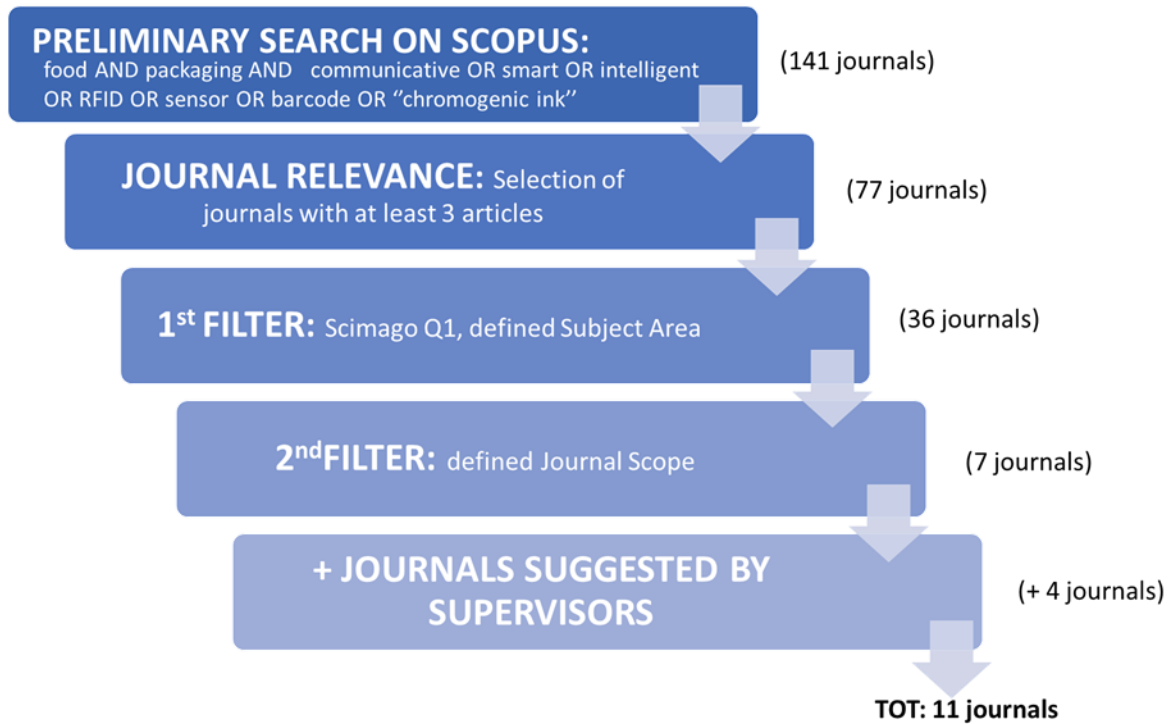 PRELIMINARY SEARCH ON SCOPUS:
food AND packaging AND communicative OR smart OR intelligent
OR RFID OR sensor OR barcode OR “chromogenic ink”
(141 journals)
JOURNAL RELEVANCE: Selection of
journals with at least 3 articles
(77 journals)
1st FILTER: Scimago Q1, defined Subject Area
(36 journals)
2ndFILTER: defined Journal Scope
(7 journals)
+ JOURNALS SUGGESTED BY
SUPERVISORS
(+ 4 journals)
TOT: 11 journals